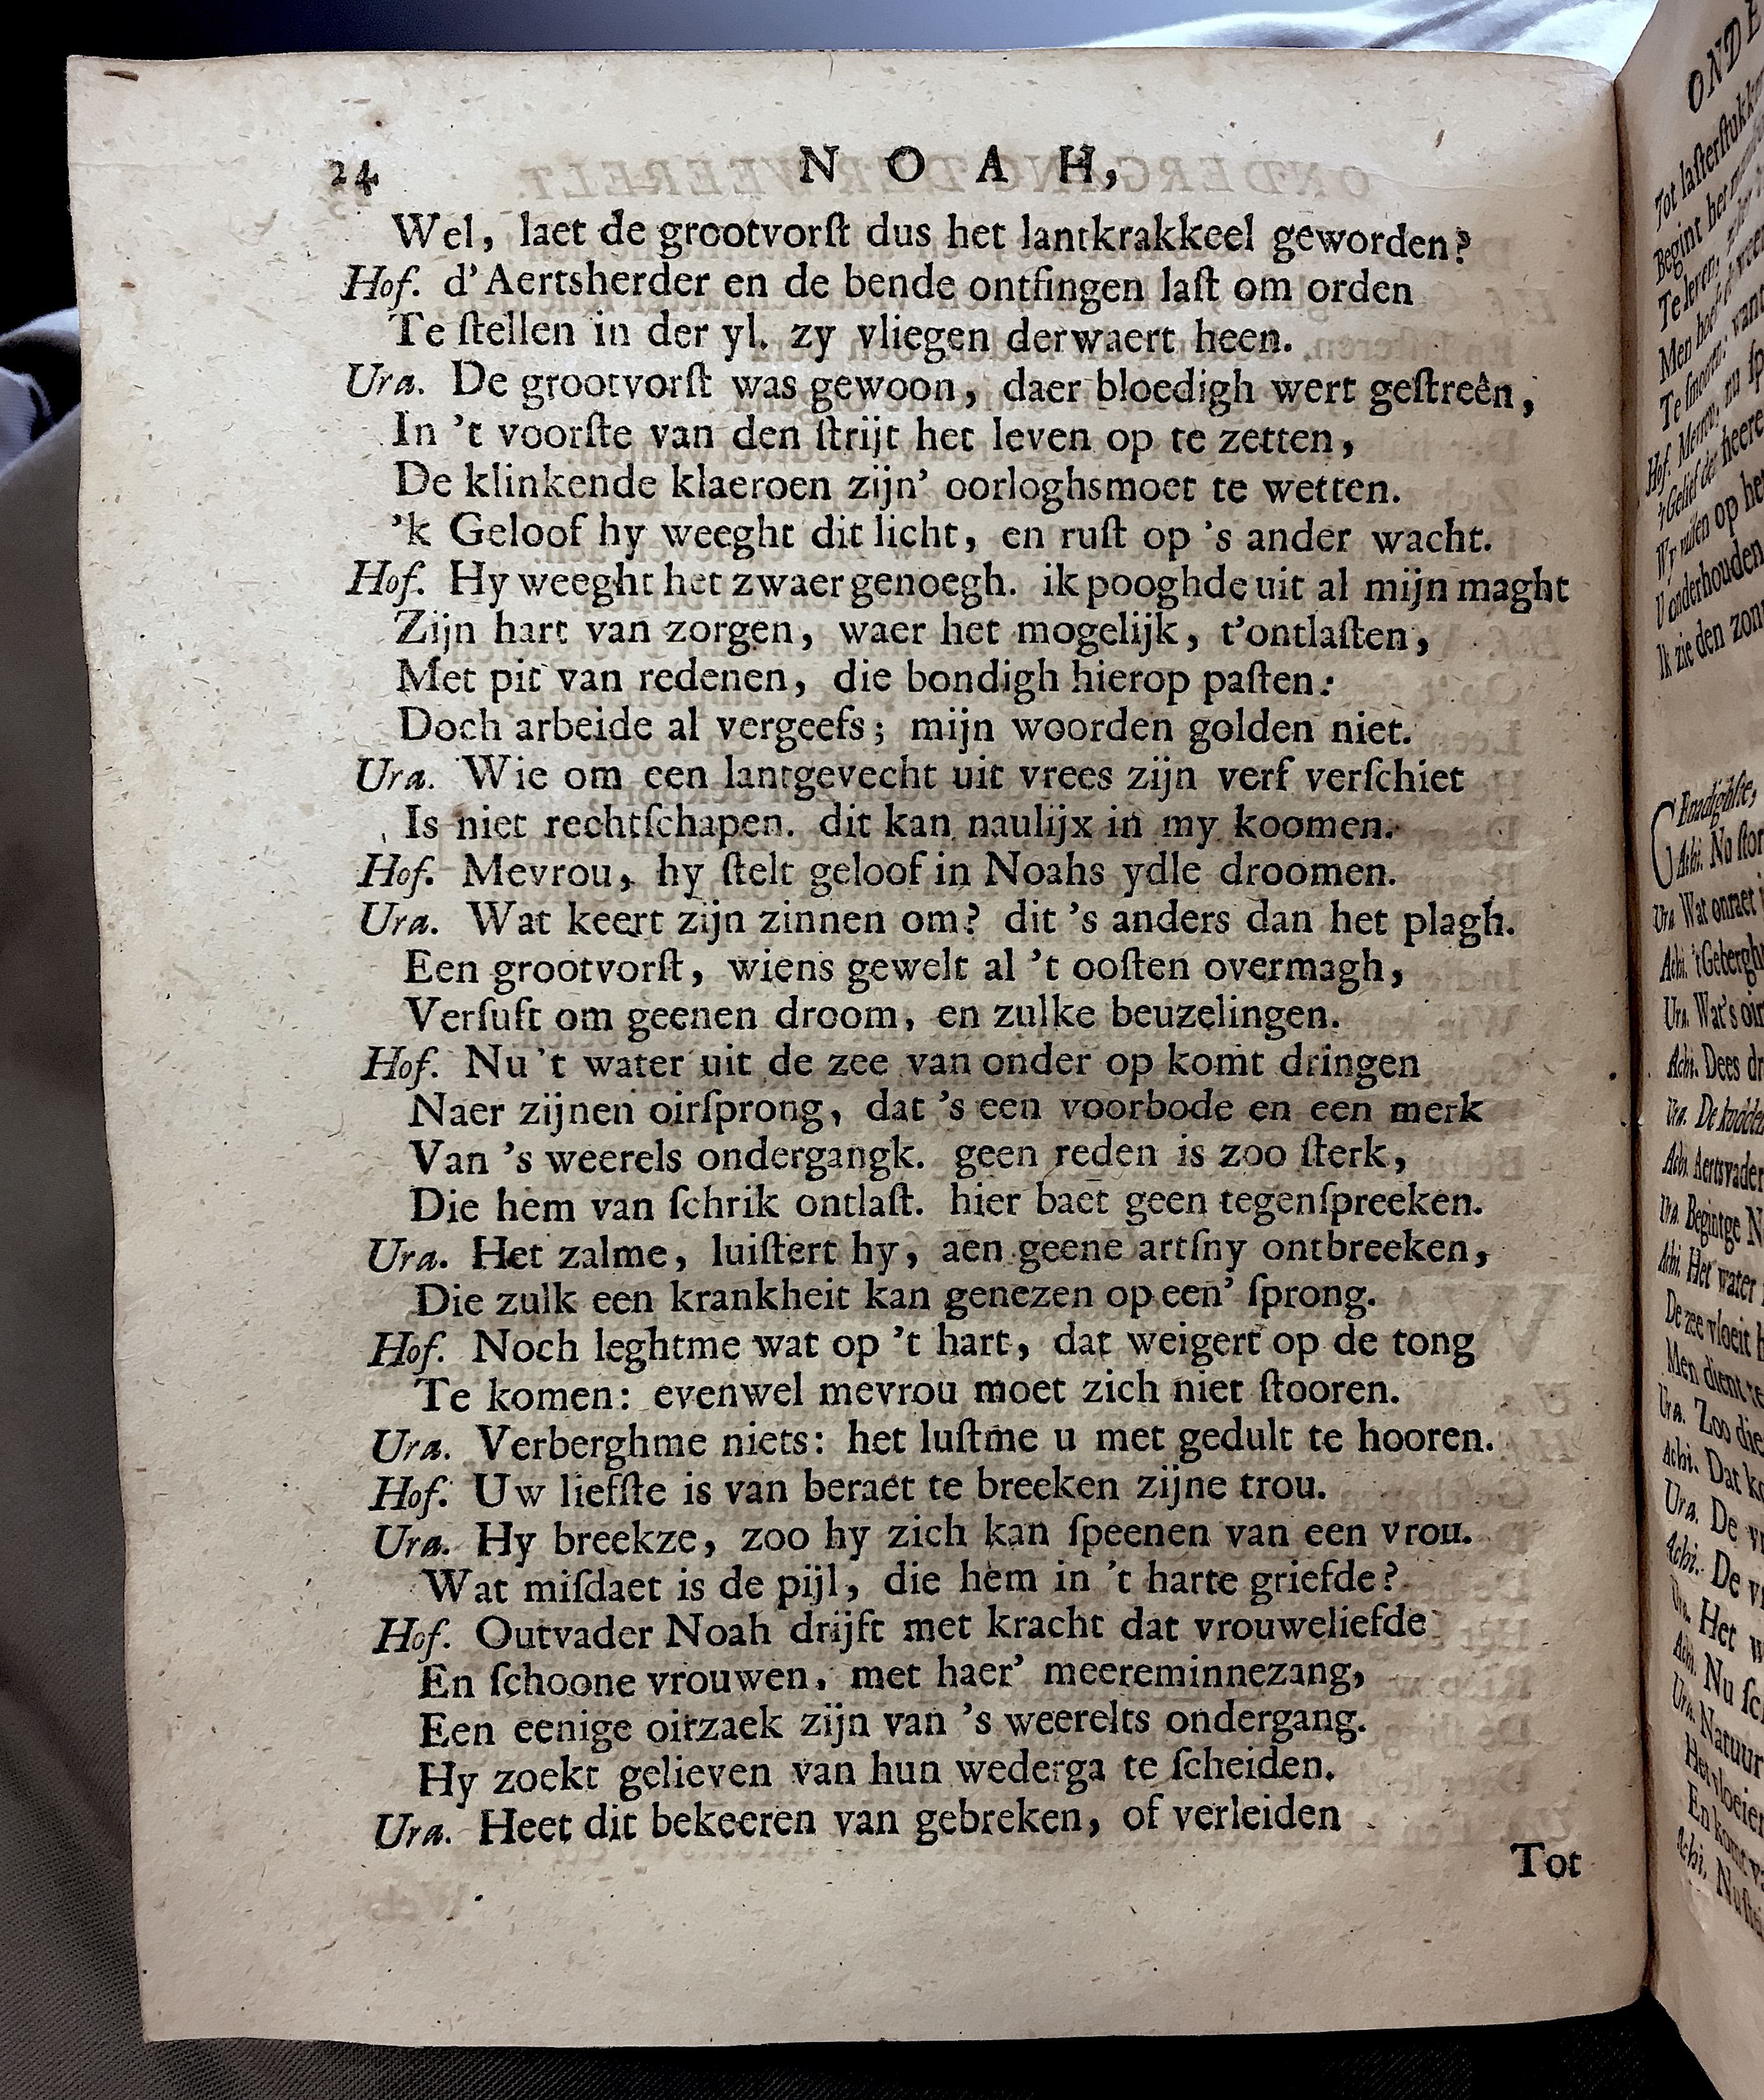 24 N O A H,
Wel, laet de grootvorſt dus het lantkrakkeel geworden?
Hof. d'Aertsherder en de bende ontfingen laſt om orden
Te ſtellen in der yl. zy vliegen derwaert heen.
Ura. De grootvorſt was gewoon, daer bloedigh wert geſtreên,
In 't voorſte van den ſtrijt het leven op te zetten,
De klinkende klaeroen zijn' oorloghsmoet te wetten.
'k Geloof hy weeght dit licht, en ruſt op 's ander wacht.
Hof. Hy weeght het zwaer genoegh. ik pooghde uit al mijn maght
Zijn hart van zorgen, waer het mogelijk, t'ontlaſten,
Met pit van redenen, die bondigh hierop paſten:
Doch arbeide al vergeefs; mijn woorden golden niet.
Ura. Wie om een lantgevecht uit vrees zijn verf verſchiet
Is niet rechtſchapen. dit kan naulijx in my koomen.
Hof. Mevrou, hy ſtelt geloof in Noahs ydle droomen.
Ura. Wat keert zijn zinnen om? dit 's anders dan het plagh.
Een grootvorſt, wiens gewelt al 't ooſten overmagh,
Verſuft om geenen droom, en zulke beuzelingen.
Hof. Nu 't water uit de zee van onder op komt dringen
Naer zijnen oirſprong, dat 's een voorbode en een merk
Van 's weerels ondergangk. geen reden is zoo ſterk,
Die hem van ſchrik ontlaſt. hier baet geen tegenſpreeken.
Ura. Het zalme, luiſtert hy, aen geene artſny ontbreeken,
Die zulk een krankheit kan genezen op een' ſprong.
Hof. Noch leghtme wat op 't hart, dat weigert op de tong
Te komen: evenwel mevrou moet zich niet ſtooren.
Ura. Verberghme niets: het luſtme u met gedult te hooren.
Hof. Uw liefſte is van beraet te breeken zijne trou.
Ura. Hy breekze, zoo hy zich kan ſpeenen van een vrou.
Wat miſdaet is de pijl, die hem in 't harte griefde?
Hof. Outvader Noah drijft met kracht dat vrouweliefde
En ſchoone vrouwen, met haer' meereminnezang,
Een eenige oirzaek zijn van 's weerelts ondergang.
Hy zoekt gelieven van hun wederga te ſcheiden.
Ura. Heet dit bekeeren van gebreken, of verleiden
Tot